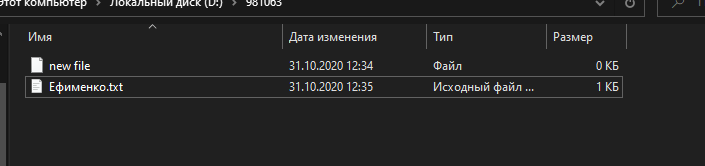 Этот компьютер › Локальный диск (D:) › 981063
Имя Дата изменения Тип Размер
new file 31.10.2020 12:34 Файл 0 КБ
Ефименко.txt 31.10.2020 12:35 Исходный файл ... 1 КБ